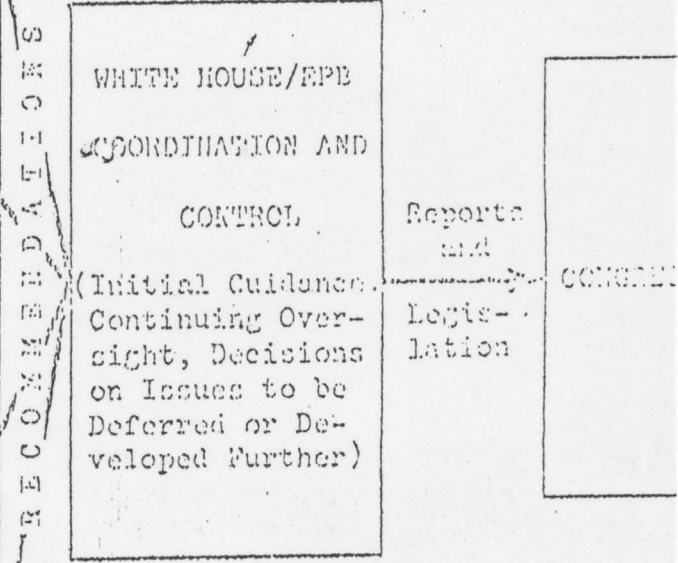 RECOMMENDATIONS
WHITE HOUSE/EPB
COORDINATION AND
CONTROL
(Initial Guidance,
Continuing Over-
sight, Decisions
on Issues to be
Deferred or De-
veloped Further)
Reports
and
Legis-
lation
CONGRE